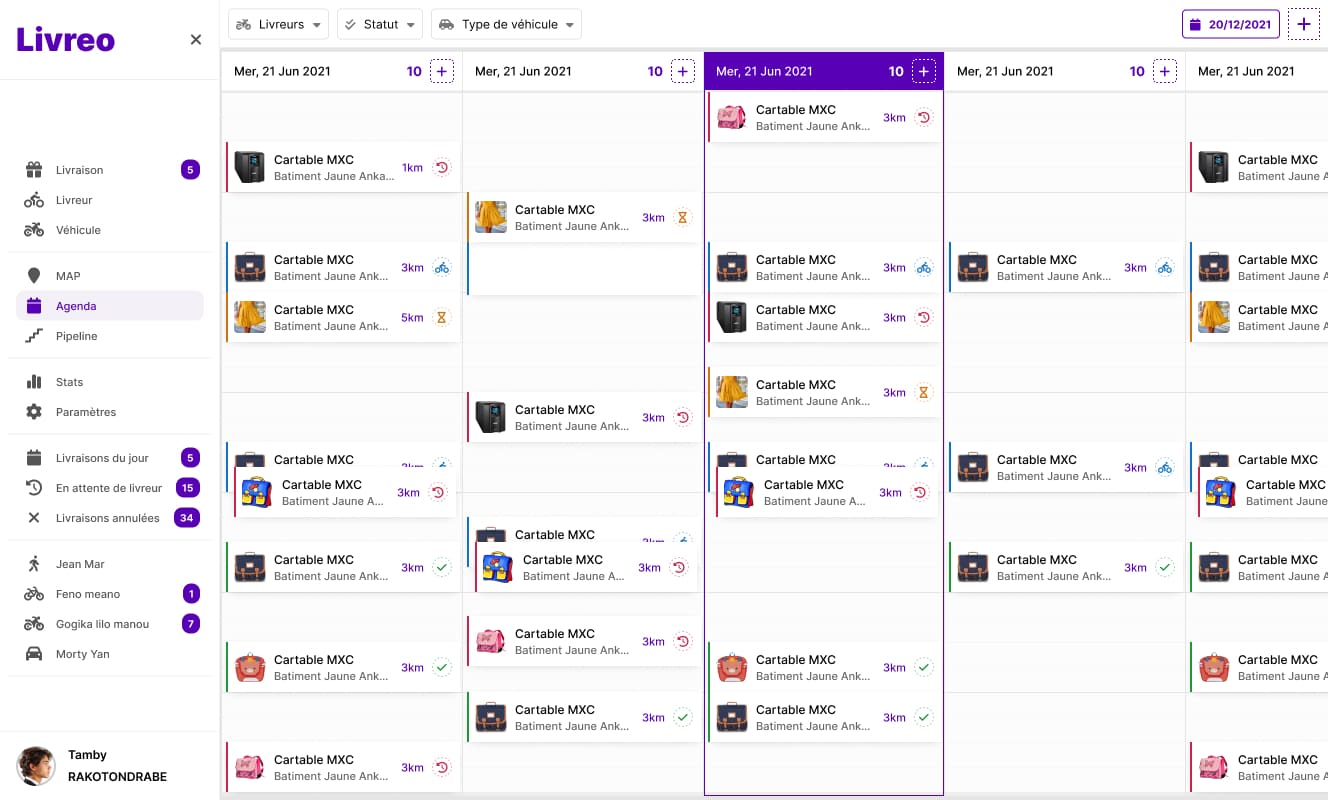 Livreo
Livraison 5
Livreur
Véhicule
MAP
Agenda
Pipeline
Stats
Paramètres
Livraisons du jour 5
En attente de livreur 15
Livraisons annulées 34
Jean Mar
Feno meano 1
Gogika lilo manou 7
Morty Yan
Tamby
RAKOTONDRABE
Livreurs Statut Type de véhicule 20/12/2021
Mer, 21 Jun 2021 10
Cartable MXC
Batiment Jaune Anka... 1km
Cartable MXC
Batiment Jaune Ank... 3km
Cartable MXC
Batiment Jaune Ank... 5km
Cartable MXC
Cartable MXC
Batiment Jaune A... 3km
Cartable MXC
Batiment Jaune Ank... 3km
Cartable MXC
Batiment Jaune Ank... 3km
Cartable MXC
Batiment Jaune Ank... 3km
Mer, 21 Jun 2021 10
Cartable MXC
Batiment Jaune Ank... 3km
Cartable MXC
Batiment Jaune Ank... 3km
Cartable MXC
Cartable MXC
Batiment Jaune A... 3km
Cartable MXC
Batiment Jaune Ank... 3km
Cartable MXC
Batiment Jaune Ank... 3km
Mer, 21 Jun 2021 10
Cartable MXC
Batiment Jaune Ank... 3km
Cartable MXC
Batiment Jaune Ank... 3km
Cartable MXC
Batiment Jaune Ank... 3km
Cartable MXC
Batiment Jaune Ank... 3km
Cartable MXC
Cartable MXC
Batiment Jaune A... 3km
Cartable MXC
Batiment Jaune Ank... 3km
Cartable MXC
Batiment Jaune Ank... 3km
Mer, 21 Jun 2021 10
Cartable MXC
Batiment Jaune Ank... 3km
Cartable MXC
Batiment Jaune Ank... 3km
Cartable MXC
Batiment Jaune Ank... 3km
Mer, 21 Jun 2021
Cartable MXC
Batiment Jaune A
Cartable MXC
Batiment Jaune A
Cartable MXC
Batiment Jaune A
Cartable MXC
Cartable MXC
Batiment Jaune
Cartable MXC
Batiment Jaune A
Cartable MXC
Batiment Jaune A
Cartable MXC
Batiment Jaune A